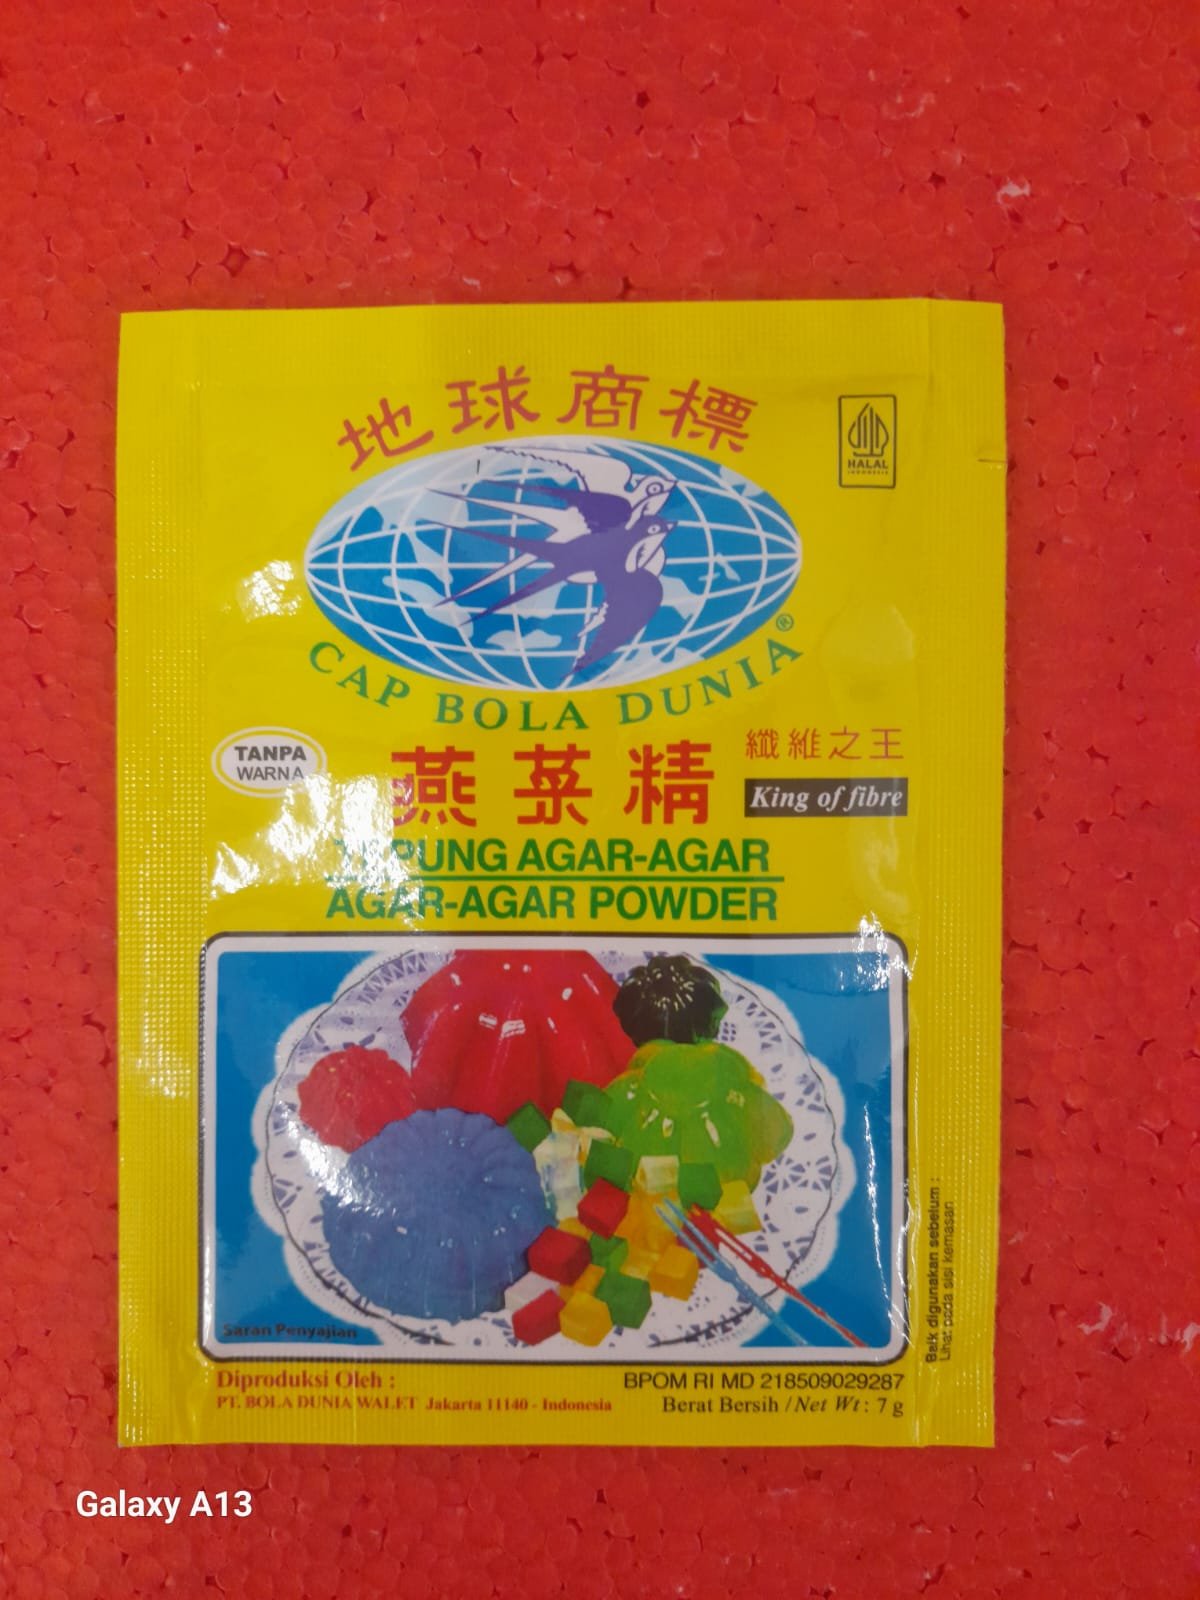 地球商標
HALAL
INDONESIA
CAP BOLA DUNIA®
TANPA
WARNA
燕菜精
纖維之王
King of fibre
TEPUNG AGAR-AGAR
AGAR-AGAR POWDER
Saran Penyajian
Baik digunakan sebelum :
Lihat pada sisi kemasan
Diproduksi Oleh :
PT. BOLA DUNIA WALET Jakarta 11140 - Indonesia
BPOM RI MD 218509029287
Berat Bersih / Net Wt : 7 g
Galaxy A13